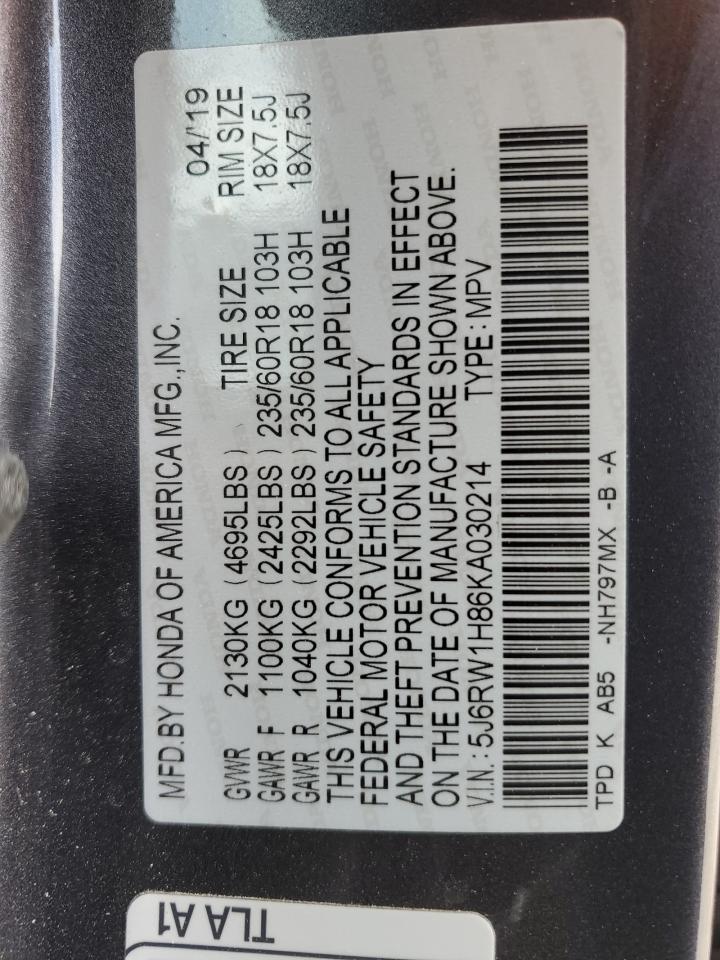 MFD.BY HONDA OF AMERICA MFG.,INC. 04/'19
GVWR 2130KG (4695LBS) TIRE SIZE RIM SIZE
GAWR F 1100KG (2425LBS) 235/60R18 103H 18X7.5J
GAWR R 1040KG (2292LBS) 235/60R18 103H 18X7.5J
THIS VEHICLE CONFORMS TO ALL APPLICABLE
FEDERAL MOTOR VEHICLE SAFETY
AND THEFT PREVENTION STANDARDS IN EFFECT
ON THE DATE OF MANUFACTURE SHOWN ABOVE.
V.I.N.: 5J6RW1H86KA030214 TYPE: MPV
TPD K AB5 -NH797MX -B -A
TLA A1